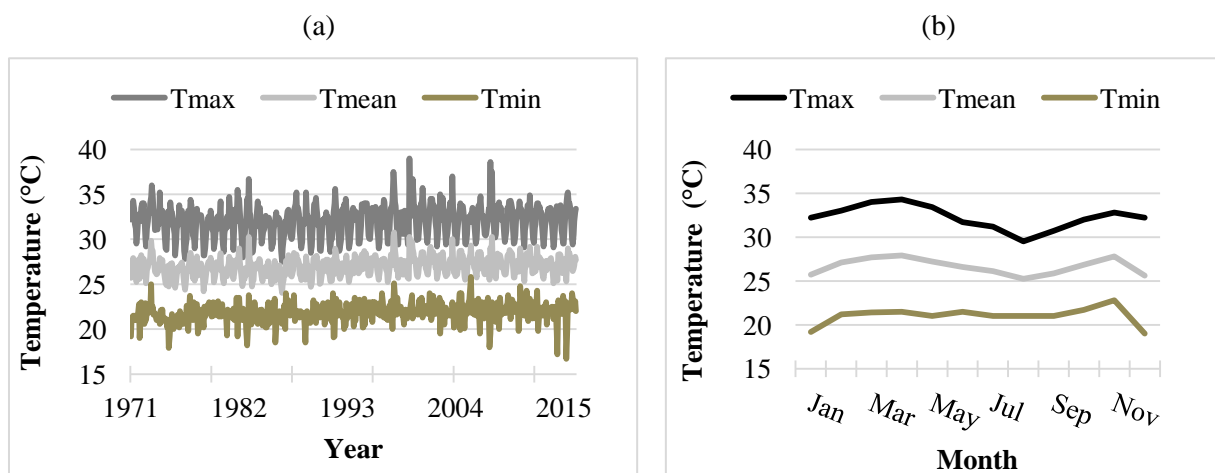 (a)
Tmax Tmean Tmin
Temperature (°C)
40
35
30
25
20
15
1971 1982 1993 2004 2015
Year
(b)
Tmax Tmean Tmin
Temperature (°C)
40
35
30
25
20
15
Jan Mar May Jul Sep Nov
Month